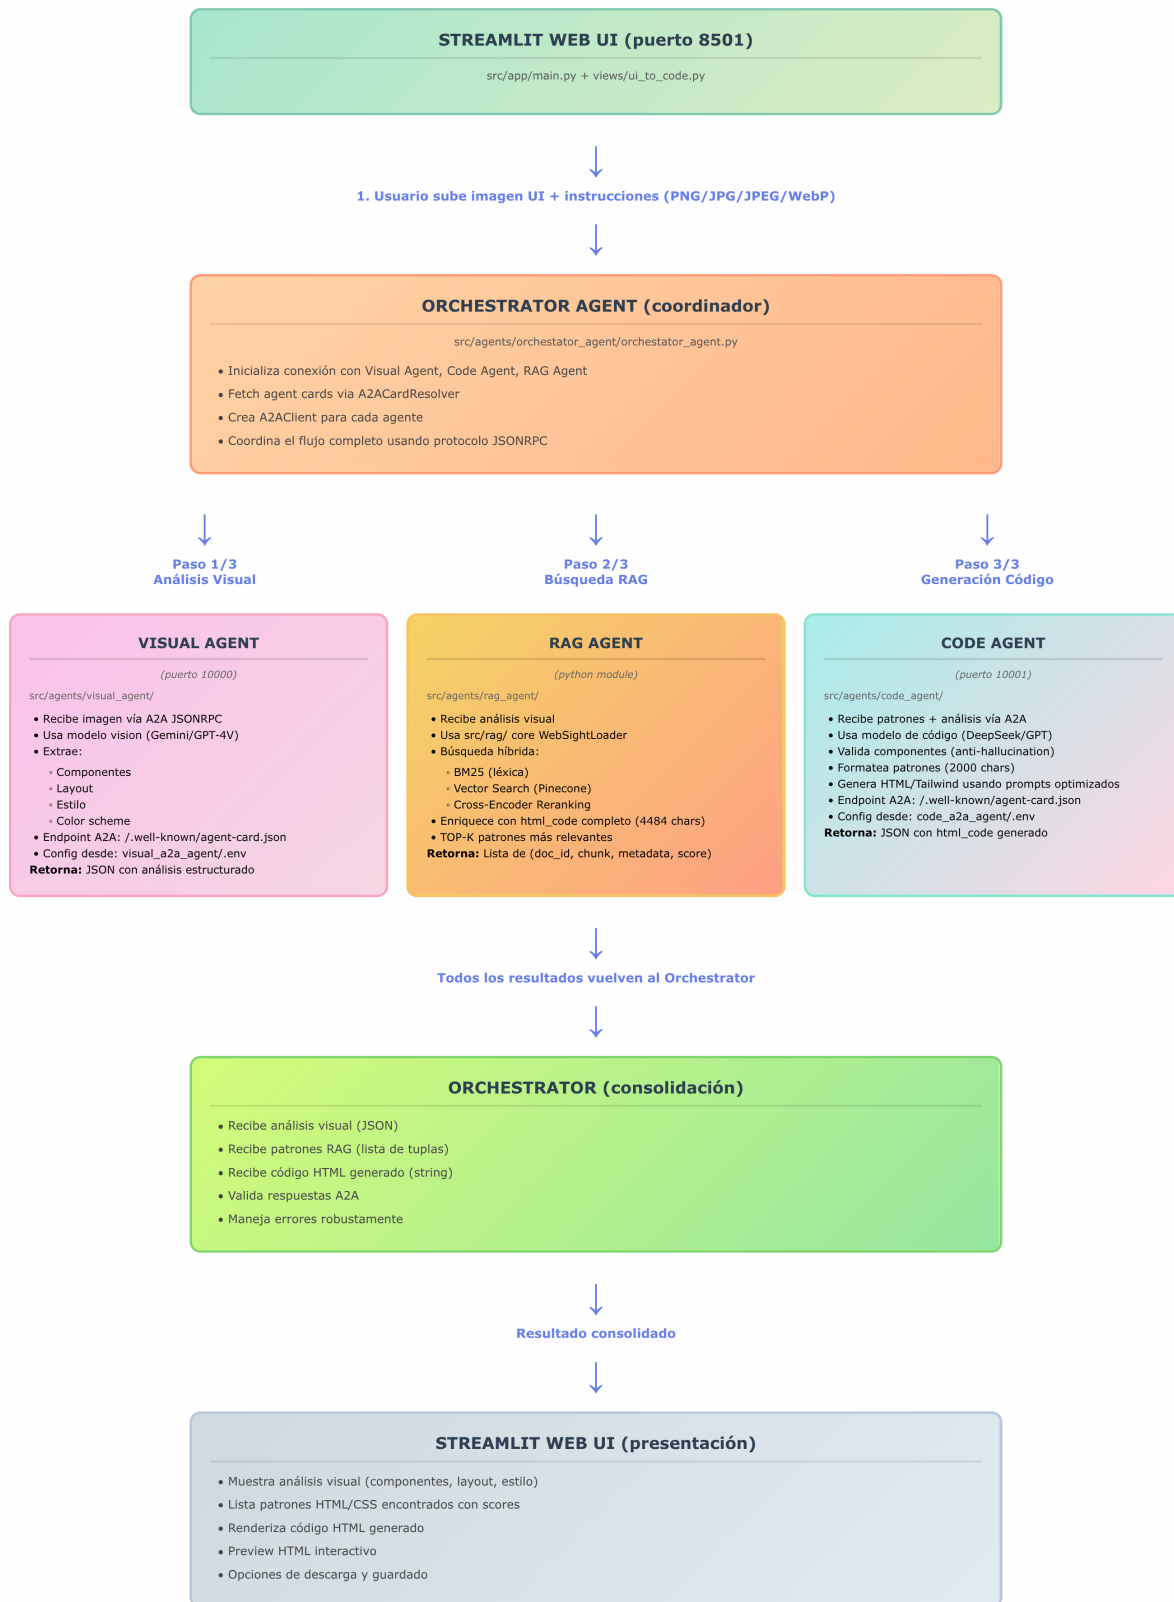 STREAMLIT WEB UI (puerto 8501)
src/app/main.py + views/ui_to_code.py
↓
1. Usuario sube imagen UI + instrucciones (PNG/JPG/JPEG/WebP)
↓
ORCHESTRATOR AGENT (coordinador)
src/agents/orchestator_agent/orchestator_agent.py
• Inicializa conexión con Visual Agent, Code Agent, RAG Agent
• Fetch agent cards via A2ACardResolver
• Crea A2AClient para cada agente
• Coordina el flujo completo usando protocolo JSONRPC
↓
Paso 1/3
Análisis Visual
↓
Paso 2/3
Búsqueda RAG
↓
Paso 3/3
Generación Código
VISUAL AGENT
(puerto 10000)
src/agents/visual_agent/
• Recibe imagen vía A2A JSONRPC
• Usa modelo vision (Gemini/GPT-4V)
• Extrae:
◦ Componentes
◦ Layout
◦ Estilo
◦ Color scheme
• Endpoint A2A: /.well-known/agent-card.json
• Config desde: visual_a2a_agent/.env
Retorna: JSON con análisis estructurado
RAG AGENT
(python module)
src/agents/rag_agent/
• Recibe análisis visual
• Usa src/rag/ core WebSightLoader
• Búsqueda híbrida:
◦ BM25 (léxica)
◦ Vector Search (Pinecone)
◦ Cross-Encoder Reranking
• Enriquece con html_code completo (4484 chars)
• TOP-K patrones más relevantes
Retorna: Lista de (doc_id, chunk, metadata, score)
CODE AGENT
(puerto 10001)
src/agents/code_agent/
• Recibe patrones + análisis vía A2A
• Usa modelo de código (DeepSeek/GPT)
• Valida componentes (anti-hallucination)
• Formatea patrones (2000 chars)
• Genera HTML/Tailwind usando prompts optimizados
• Endpoint A2A: /.well-known/agent-card.json
• Config desde: code_a2a_agent/.env
Retorna: JSON con html_code generado
↓
Todos los resultados vuelven al Orchestrator
↓
ORCHESTRATOR (consolidación)
• Recibe análisis visual (JSON)
• Recibe patrones RAG (lista de tuplas)
• Recibe código HTML generado (string)
• Valida respuestas A2A
• Maneja errores robustamente
↓
Resultado consolidado
↓
STREAMLIT WEB UI (presentación)
• Muestra análisis visual (componentes, layout, estilo)
• Lista patrones HTML/CSS encontrados con scores
• Renderiza código HTML generado
• Preview HTML interactivo
• Opciones de descarga y guardado